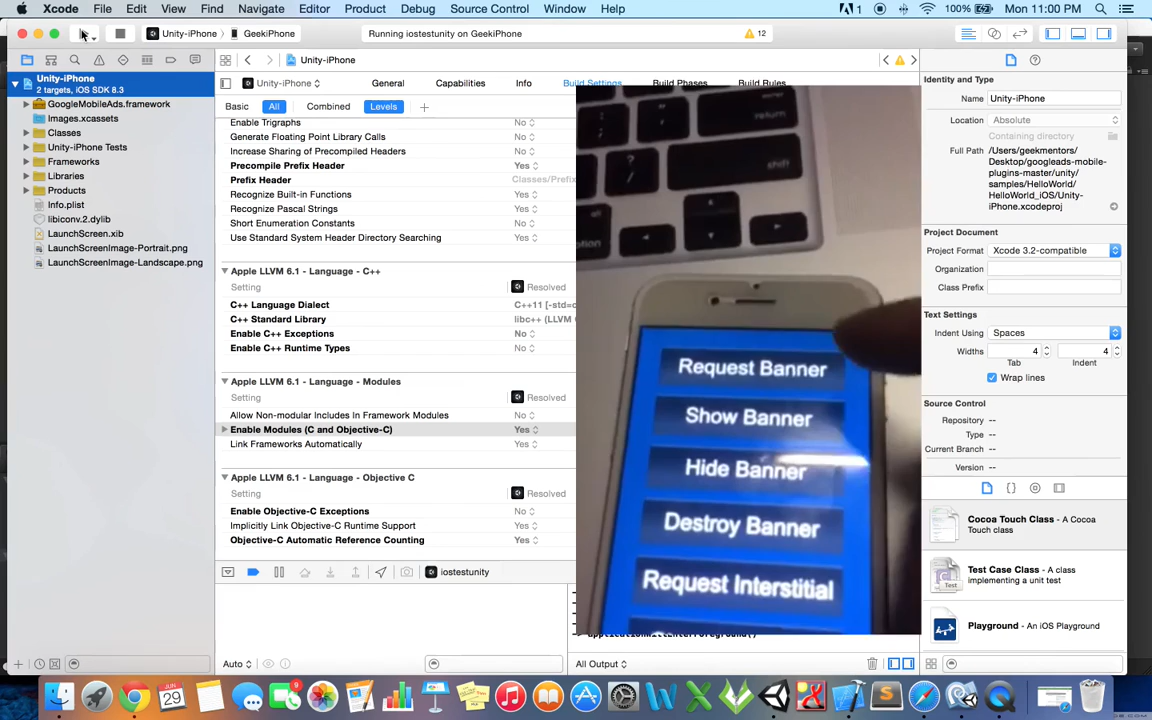 Xcode File Edit View Find Navigate Editor Product Debug Source Control Window Help 1 100% Mon 11:00 PM
Unity-iPhone GeekiPhone Running iostestunity on GeekiPhone 12
Unity-iPhone
2 targets, iOS SDK 8.3
GoogleMobileAds.framework
Images.xcassets
Classes
Unity-iPhone Tests
Frameworks
Libraries
Products
Info.plist
libiconv.2.dylib
LaunchScreen.xib
LaunchScreenImage-Portrait.png
LaunchScreenImage-Landscape.png
Unity-iPhone
Unity-iPhone General Capabilities Info Build Settings Build Phases Build Rules
Basic All Combined Levels
Enable Trigraphs No
Generate Floating Point Library Calls No
Increase Sharing of Precompiled Headers No
Precompile Prefix Header Yes
Prefix Header Classes/Prefix
Recognize Built-in Functions Yes
Recognize Pascal Strings Yes
Short Enumeration Constants No
Use Standard System Header Directory Searching Yes
Apple LLVM 6.1 - Language - C++
Setting Resolved
C++ Language Dialect C++11 [-std=c
C++ Standard Library libc++ (LLVM
Enable C++ Exceptions No
Enable C++ Runtime Types No
Apple LLVM 6.1 - Language - Modules
Setting Resolved
Allow Non-modular Includes In Framework Modules No
Enable Modules (C and Objective-C) Yes
Link Frameworks Automatically No
Apple LLVM 6.1 - Language - Objective C
Setting Resolved
Enable Objective-C Exceptions No
Implicitly Link Objective-C Runtime Support Yes
Objective-C Automatic Reference Counting Yes
iostestunity
Auto
All Output
return
shift
option
?
/
Request Banner
Show Banner
Hide Banner
Destroy Banner
Request Interstitial
Identity and Type
Name Unity-iPhone
Location Absolute
Containing directory
Full Path /Users/geekmentors/
Desktop/googleads-mobile-
plugins-master/unity/
samples/HelloWorld/
HelloWorld_iOS/Unity-
iPhone.xcodeproj
Project Document
Project Format Xcode 3.2-compatible
Organization
Class Prefix
Text Settings
Indent Using Spaces
Widths 4 4
Tab Indent
Wrap lines
Source Control
Repository --
Type --
Current Branch --
Version --
Cocoa Touch Class - A Cocoa
Touch class
Test Case Class - A class
implementing a unit test
Test
Playground - An iOS Playground
JUN
29